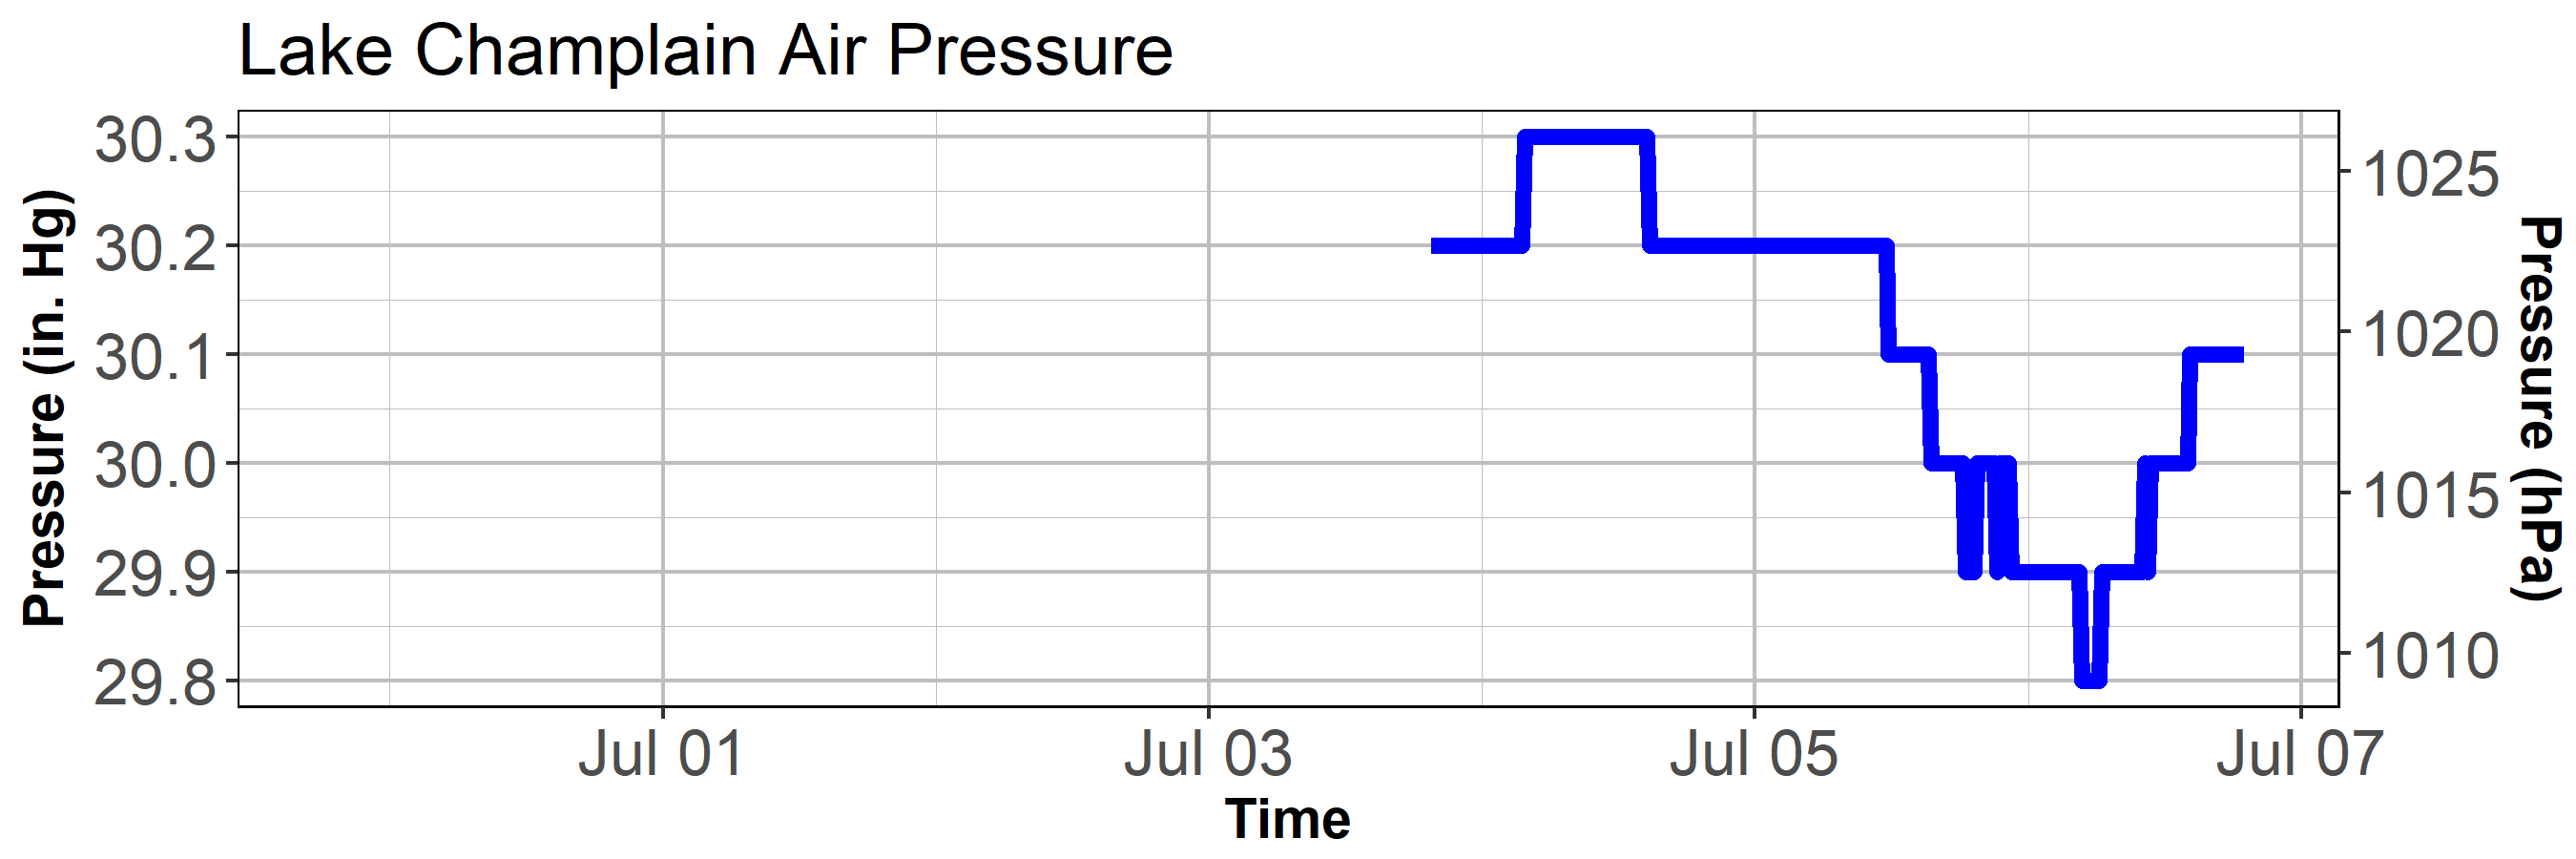 Lake Champlain Air Pressure
Pressure (in. Hg)
30.3
30.2
30.1
30.0
29.9
29.8
1025
1020
1015
1010
Pressure (hPa)
Jul 01
Jul 03
Jul 05
Jul 07
Time